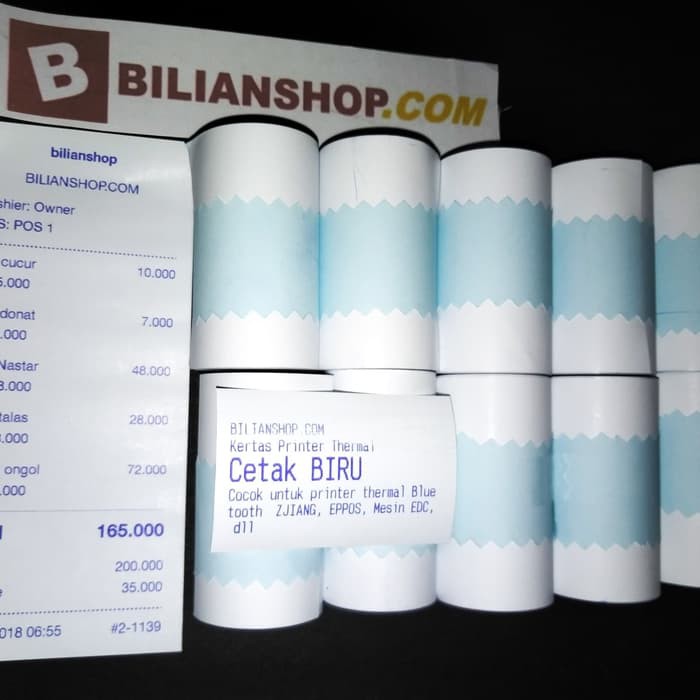 B BILIANSHOP.COM
bilianshop
BILIANSHOP.COM
shier: Owner
S: POS 1
cucur
5.000 10.000
donat
.000 7.000
Nastar
8.000 48.000
talas
.000 28.000
ongol
.000 72.000
165.000
200.000
35.000
018 06:55 #2-1139
BILIANSHOP.COM
Kertas Printer Thermal
Cetak BIRU
Cocok untuk printer thermal Blue
tooth ZJIANG, EPPOS, Mesin EDC,
dll